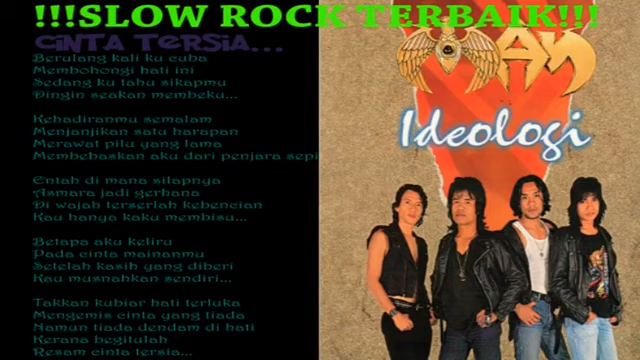 !!!SLOW ROCK TERBAIK!!!
CINTA TERSIA...
Berulang kali ku cuba
Membohongi hati ini
Sedang ku tahu sikapmu
Dingin seakan membeku...
Kehadiranmu semalam
Menjanjikan satu harapan
Merawat pilu yang lama
Membebaskan aku dari penjara sepi
Entah di mana silapnya
Asmara jadi gerhana
Di wajah terserlah kebencian
Kau hanya kaku membisu...
Betapa aku keliru
Pada cinta mainanmu
Setelah kasih yang diberi
Kau musnahkan sendiri...
Takkan kubiar hati terluka
Mengemis cinta yang tiada
Namun tiada dendam di hati
Kerana begitulah
Resam cinta tersia...
Ideologi